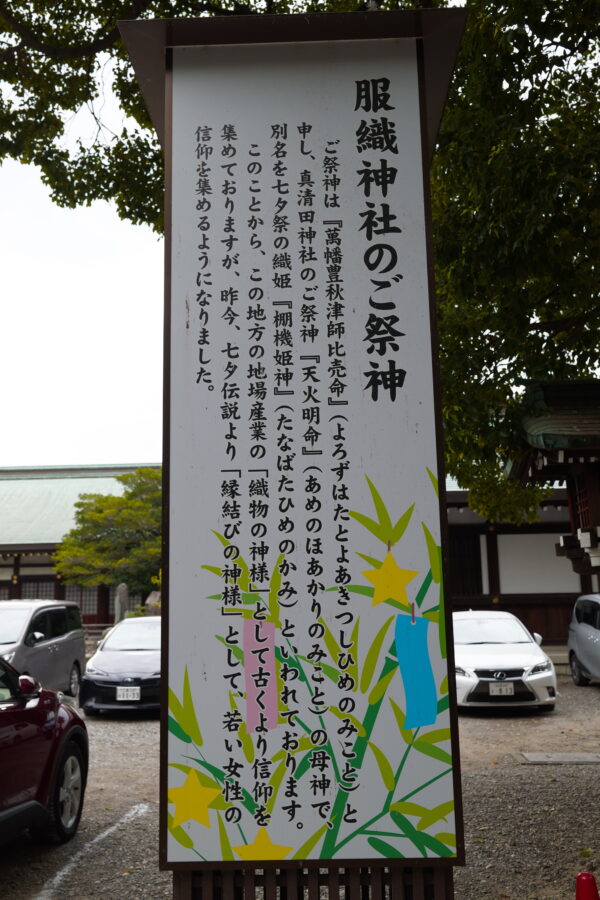 服織神社のご祭神
ご祭神は『萬幡豊秋津師比売命』(よろずはたとよあきつしひめのみこと)と
申し、真清田神社のご祭神『天火明命』(あめのほあかりのみこと)の母神で、
別名を七夕祭の織姫『棚機姫神』(たなばたひめのかみ)といわれております。
このことから、この地方の地場産業の「織物の神様」として古くより信仰を
集めておりますが、昨今、七夕伝説より「縁結びの神様」として、若い女性の
信仰を集めるようになりました。